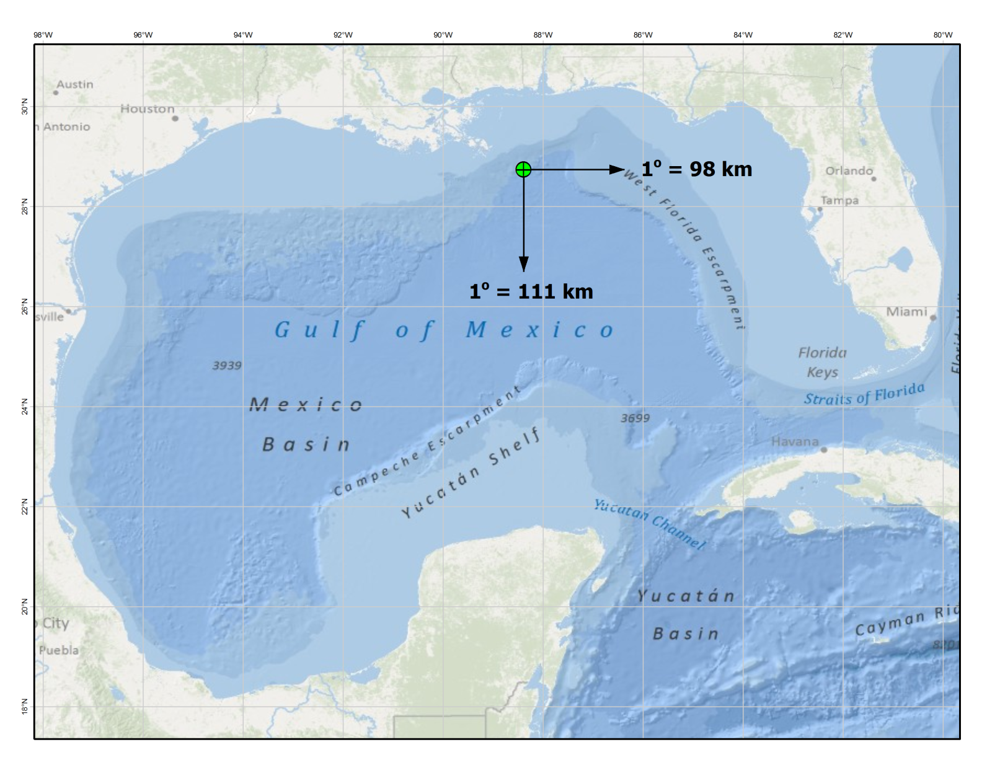 98°W 96°W 94°W 92°W 90°W 88°W 86°W 84°W 82°W 80°W
30°N
28°N
26°N
24°N
22°N
20°N
18°N
Austin
Houston
n Antonio
1° = 98 km
Orlando
Tampa
West Florida Escarpment
1° = 111 km
sville
Miami
Gulf of Mexico
3939
Florida
Keys
Straits of Florida
Mexico
Basin
Campeche Escarpment
3699
Yucatán Shelf
Havana
Yucatan Channel
Yucatán
Basin
City
Puebla
Cayman Rid